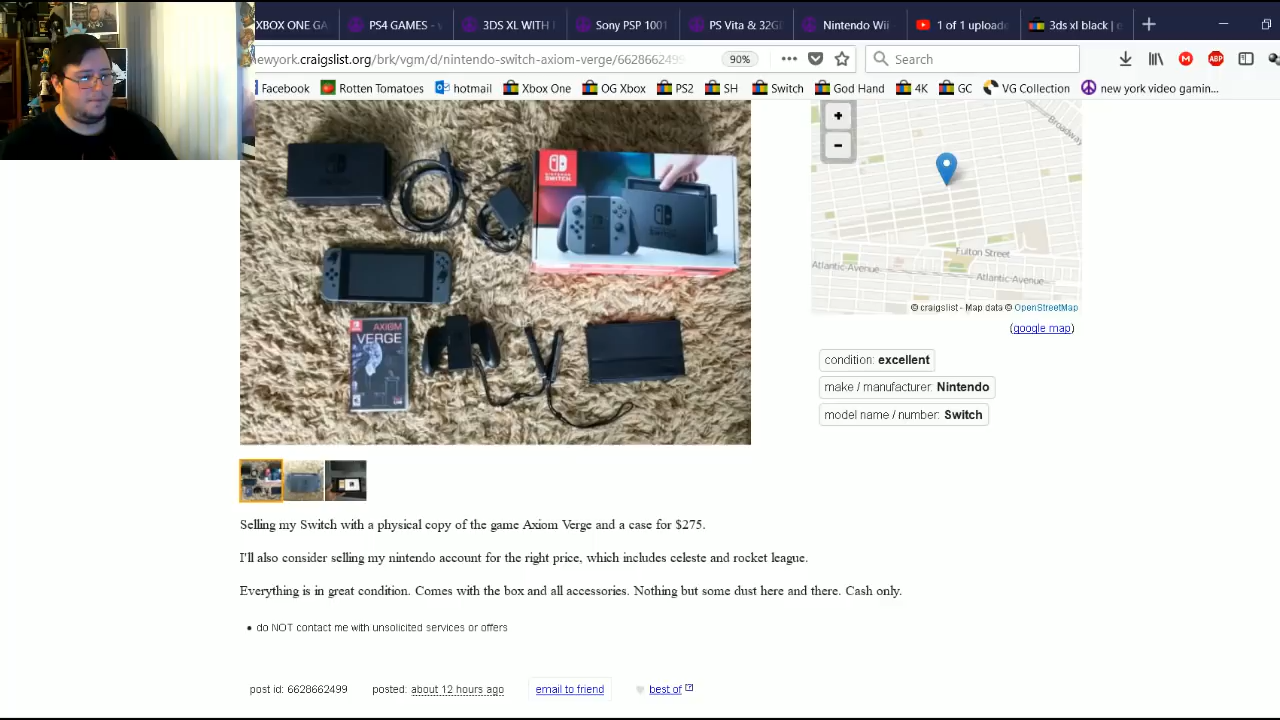 XBOX ONE GA
PS4 GAMES -
3DS XL WITH
Sony PSP 1001
PS Vita & 32G
Nintendo Wii
1 of 1 uploade
3ds xl black | e
ewyork.craigslist.org/brk/vgm/d/nintendo-switch-axiom-verge/6628662499
90%
Search
Facebook
Rotten Tomatoes
hotmail
Xbox One
OG Xbox
PS2
SH
Switch
God Hand
4K
GC
VG Collection
new york video gamin...
NINTENDO
SWITCH
AXIOM
VERGE
+
−
Broadway
Fulton Street
Atlantic Avenue
Atlantic Avenue
© craigslist - Map data © OpenStreetMap
(google map)
condition: excellent
make / manufacturer: Nintendo
model name / number: Switch
Selling my Switch with a physical copy of the game Axiom Verge and a case for $275.
I'll also consider selling my nintendo account for the right price, which includes celeste and rocket league.
Everything is in great condition. Comes with the box and all accessories. Nothing but some dust here and there. Cash only.
• do NOT contact me with unsolicited services or offers
post id: 6628662499
posted: about 12 hours ago
email to friend
best of